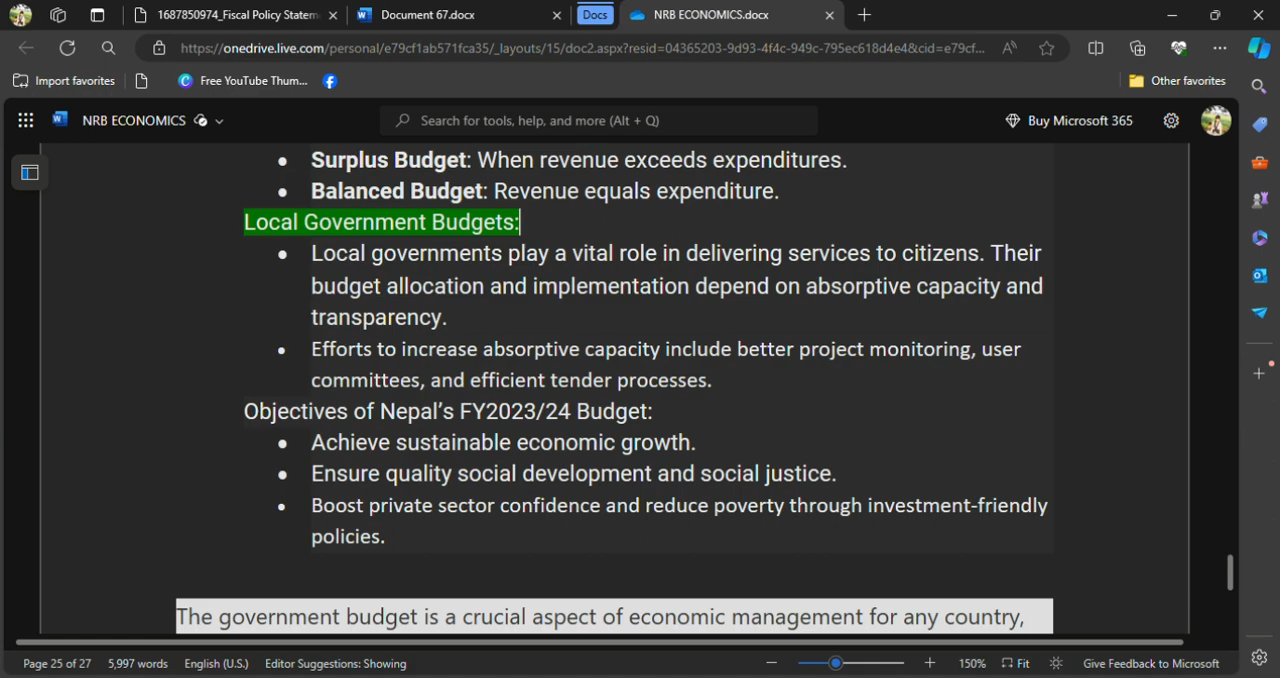 1687850974_Fiscal Policy Statem
Document 67.docx
Docs
NRB ECONOMICS.docx
https://onedrive.live.com/personal/e79cf1ab571fca35/_layouts/15/doc2.aspx?resid=04365203-9d93-4f4c-949c-795ec618d4e4&cid=e79cf...
Import favorites
Free YouTube Thum...
Other favorites
NRB ECONOMICS
Search for tools, help, and more (Alt + Q)
Buy Microsoft 365
• Surplus Budget: When revenue exceeds expenditures.
• Balanced Budget: Revenue equals expenditure.
Local Government Budgets:
• Local governments play a vital role in delivering services to citizens. Their
budget allocation and implementation depend on absorptive capacity and
transparency.
• Efforts to increase absorptive capacity include better project monitoring, user
committees, and efficient tender processes.
Objectives of Nepal's FY2023/24 Budget:
• Achieve sustainable economic growth.
• Ensure quality social development and social justice.
• Boost private sector confidence and reduce poverty through investment-friendly
policies.
The government budget is a crucial aspect of economic management for any country,
Page 25 of 27
5,997 words
English (U.S.)
Editor Suggestions: Showing
150%
Fit
Give Feedback to Microsoft